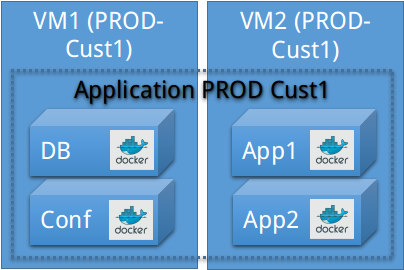 VM1 (PROD-
Cust1)
VM2 (PROD-
Cust1)
Application PROD Cust1
DB
docker
App1
docker
Conf
docker
App2
docker